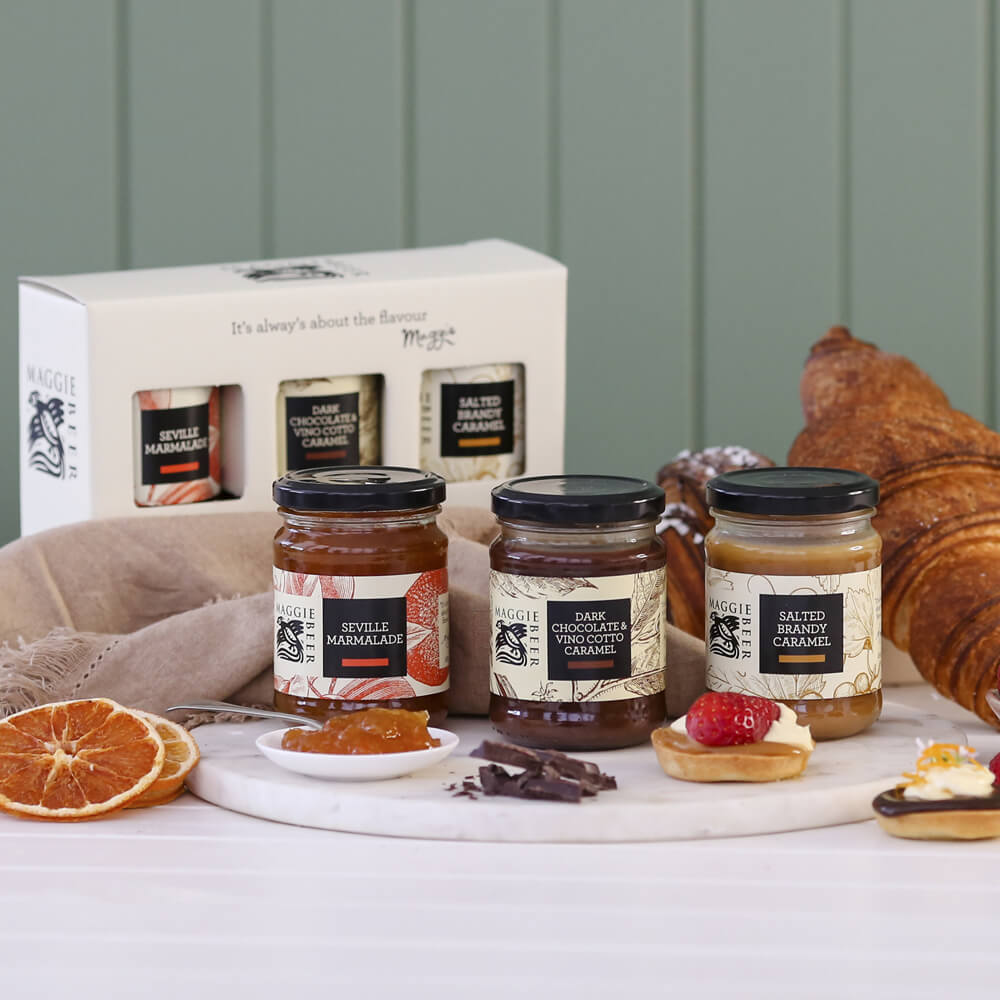 It's alway's about the flavour
Maggie
MAGGIE
BEER
SEVILLE
MARMALADE
DARK
CHOCOLATE &
VINO COTTO
CARAMEL
SALTED
BRANDY
CARAMEL
MAGGIE
BEER
SEVILLE
MARMALADE
MAGGIE
BEER
DARK
CHOCOLATE &
VINO COTTO
CARAMEL
MAGGIE
BEER
SALTED
BRANDY
CARAMEL